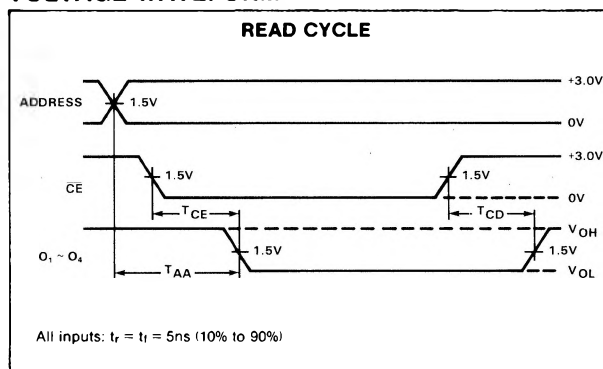 READ CYCLE
+3.0V
ADDRESS
1.5V
0V
+3.0V
1.5V
1.5V
CE
0V
TCE
TCD
VOH
1.5V
1.5V
O1 ~ O4
TAA
VOL
All inputs: tr = tf = 5ns (10% to 90%)